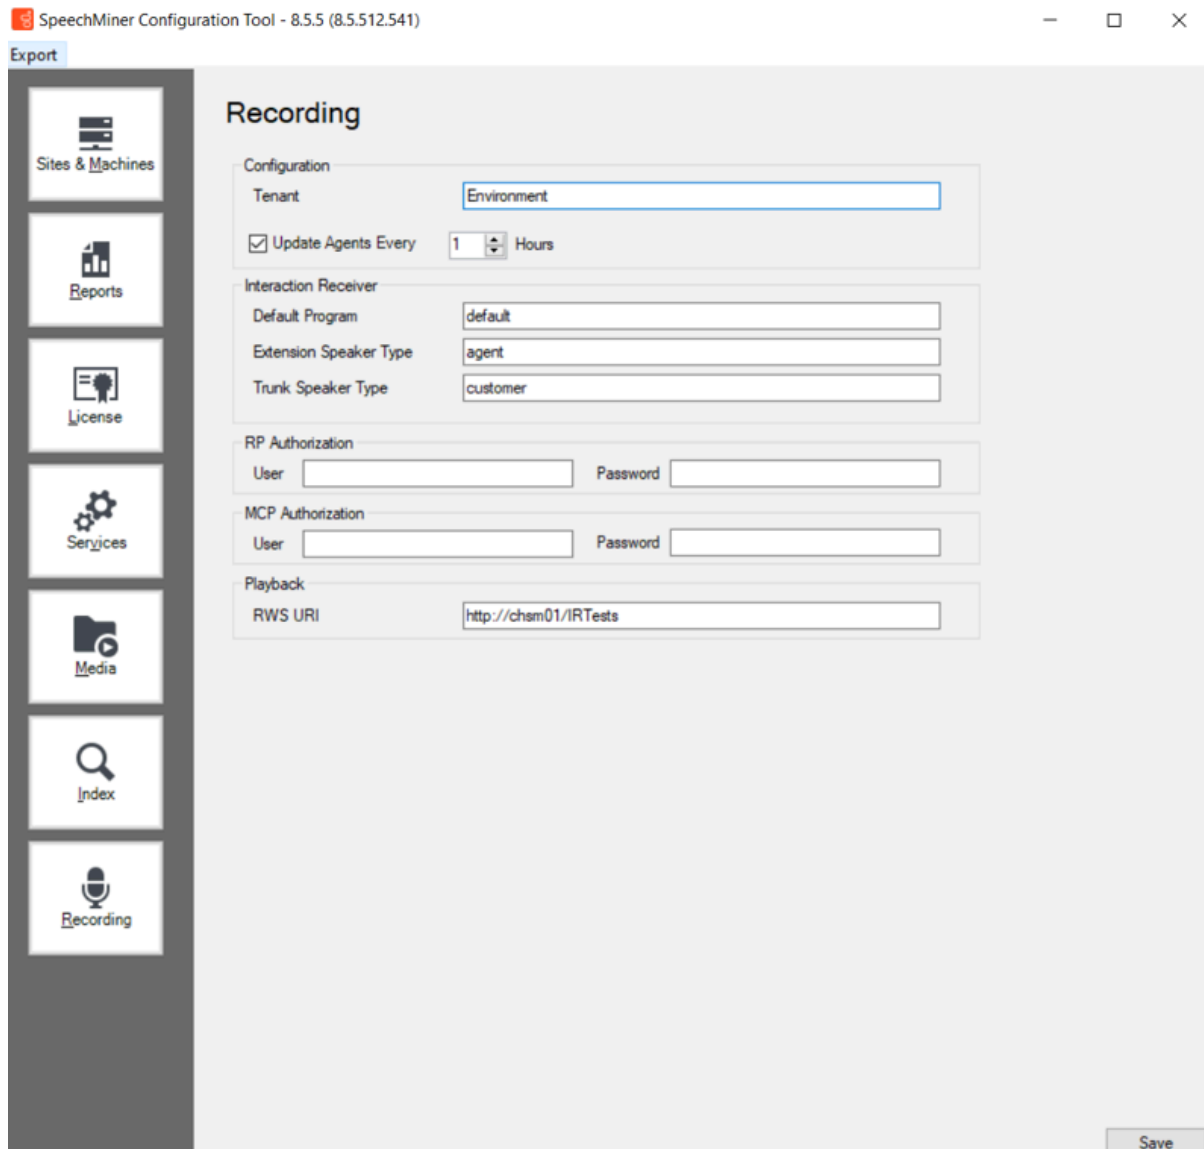 SpeechMiner Configuration Tool - 8.5.5 (8.5.512.541)
Export
Sites & Machines
Reports
License
Services
Media
Index
Recording
Recording
Configuration
Tenant Environment
Update Agents Every 1 Hours
Interaction Receiver
Default Program default
Extension Speaker Type agent
Trunk Speaker Type customer
RP Authorization
User Password
MCP Authorization
User Password
Playback
RWS URI http://chsm01/IRTests
Save